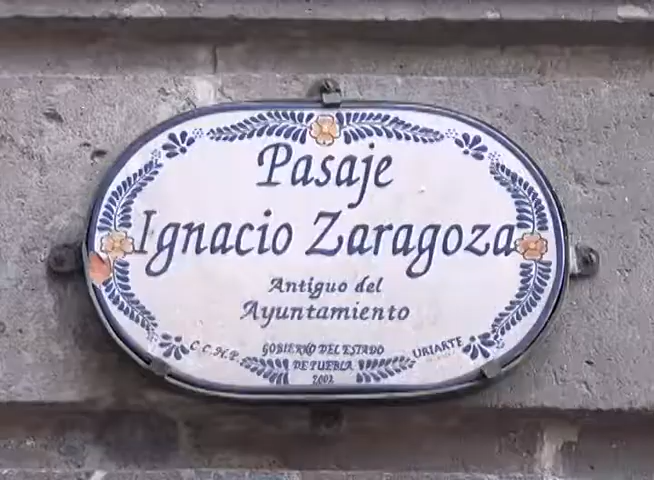 Pasaje
Ignacio Zaragoza
Antiguo del
Ayuntamiento
C.C.H.P.
GOBIERNO DEL ESTADO
DE PUEBLA
2002
URIARTE